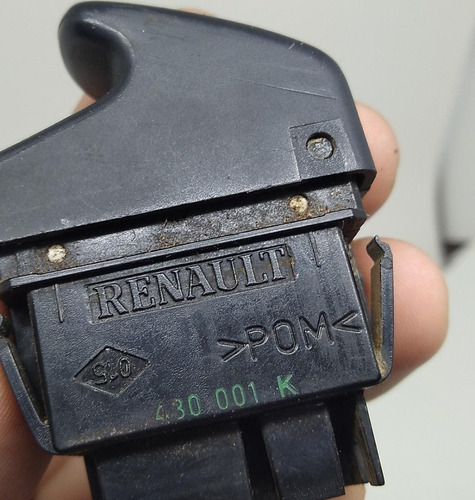 RENAULT
>POM<
430 001 K